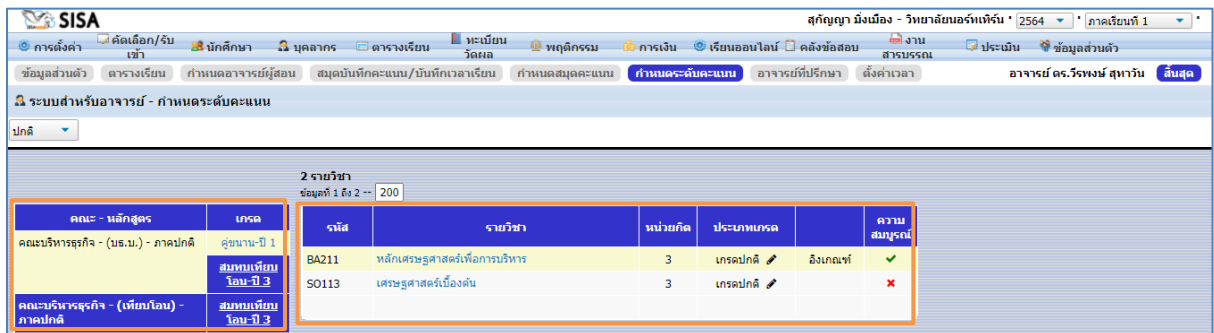 SISA
สุกัญญา มิ่งเมือง - วิทยาลัยนอร์ทเทิร์น * 2564 * ภาคเรียนที่ 1 *
การตั้งค่า คัดเลือก/รับเข้า นักศึกษา บุคลากร ตารางเรียน ทะเบียนวัดผล พฤติกรรม การเงิน เรียนออนไลน์ คลังข้อสอบ งานสารบรรณ ประเมิน ข้อมูลส่วนตัว
ข้อมูลส่วนตัว ตารางเรียน กำหนดอาจารย์ผู้สอน สมุดบันทึกคะแนน/บันทึกเวลาเรียน กำหนดสมุดคะแนน กำหนดระดับคะแนน อาจารย์ที่ปรึกษา ตั้งค่าเวลา อาจารย์ ดร.วีรพงษ์ สุทาวัน สิ้นสุด
ระบบสำหรับอาจารย์ - กำหนดระดับคะแนน
ปกติ
2 รายวิชา
ข้อมูลที่ 1 ถึง 2 -- 200
คณะ - หลักสูตร เกรด
คณะบริหารธุรกิจ - (บธ.บ.) - ภาคปกติ คู่ขนาน-ปี 1
สมทบเทียบโอน-ปี 3
คณะบริหารธุรกิจ - (เทียบโอน) - ภาคปกติ สมทบเทียบโอน-ปี 3
รหัส รายวิชา หน่วยกิต ประเภทเกรด ความสมบูรณ์
BA211 หลักเศรษฐศาสตร์เพื่อการบริหาร 3 เกรดปกติ อิงเกณฑ์
SO113 เศรษฐศาสตร์เบื้องต้น 3 เกรดปกติ